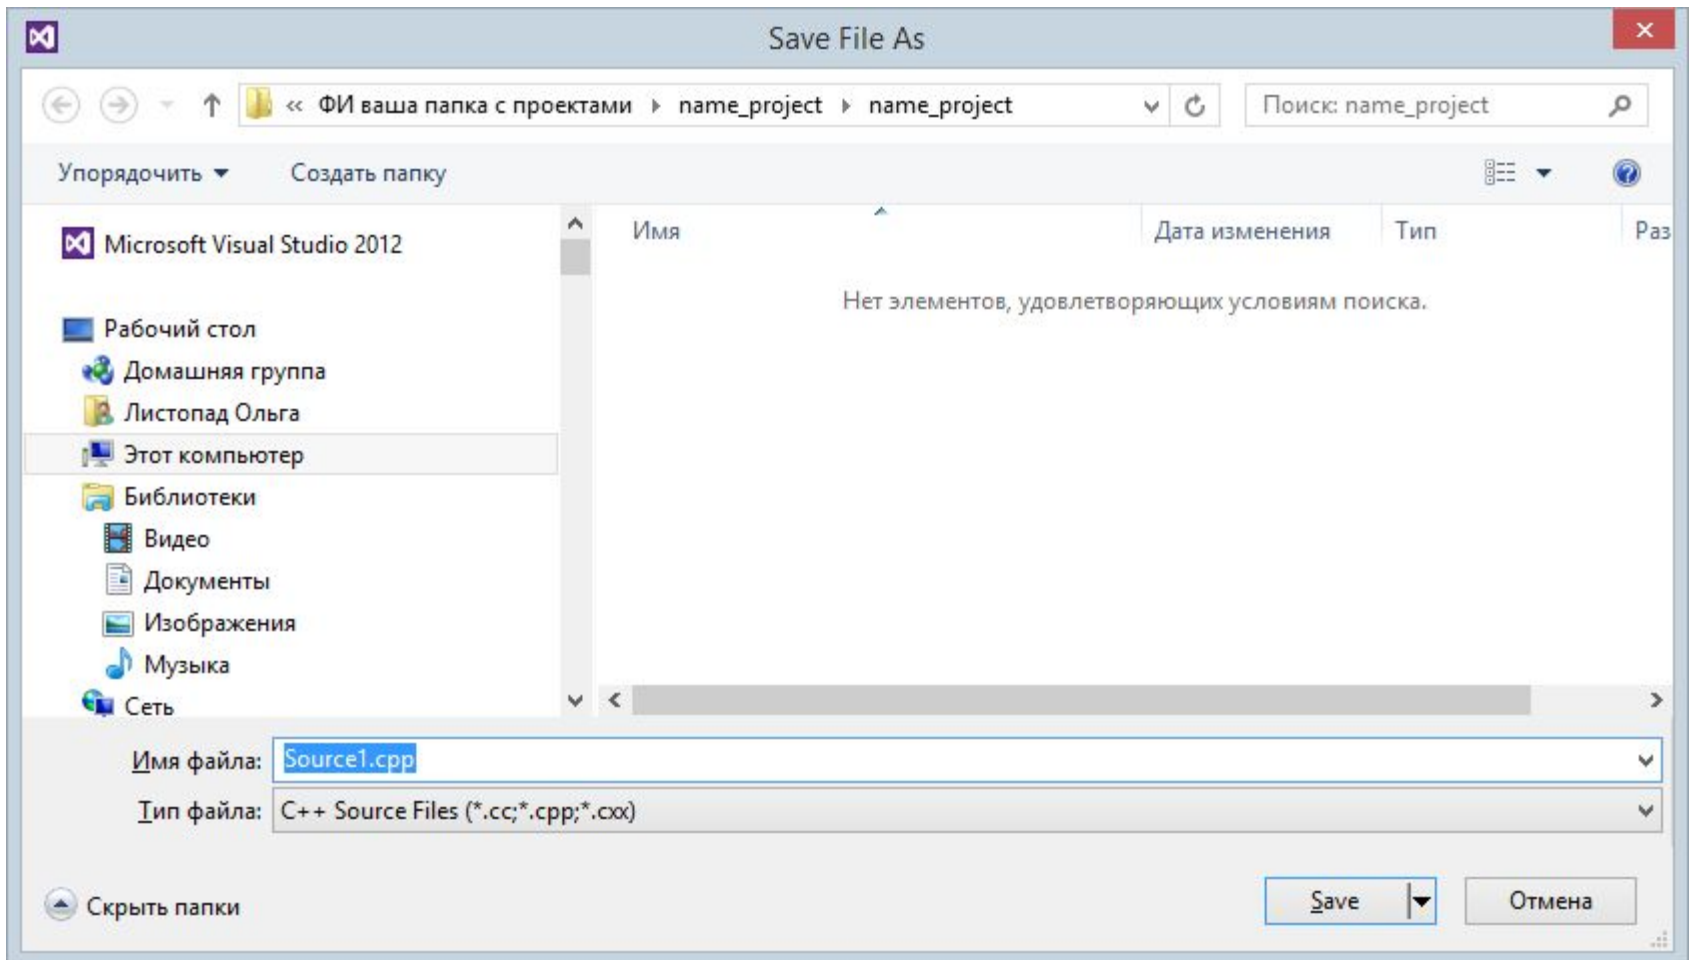 Save File As
« ФИ ваша папка с проектами name_project name_project Поиск: name_project
Упорядочить Создать папку
Microsoft Visual Studio 2012
Рабочий стол
Домашняя группа
Листопад Ольга
Этот компьютер
Библиотеки
Видео
Документы
Изображения
Музыка
Сеть
Имя Дата изменения Тип Раз
Нет элементов, удовлетворяющих условиям поиска.
Имя файла: Source1.cpp
Тип файла: C++ Source Files (*.cc;*.cpp;*.cxx)
Скрыть папки Save Отмена